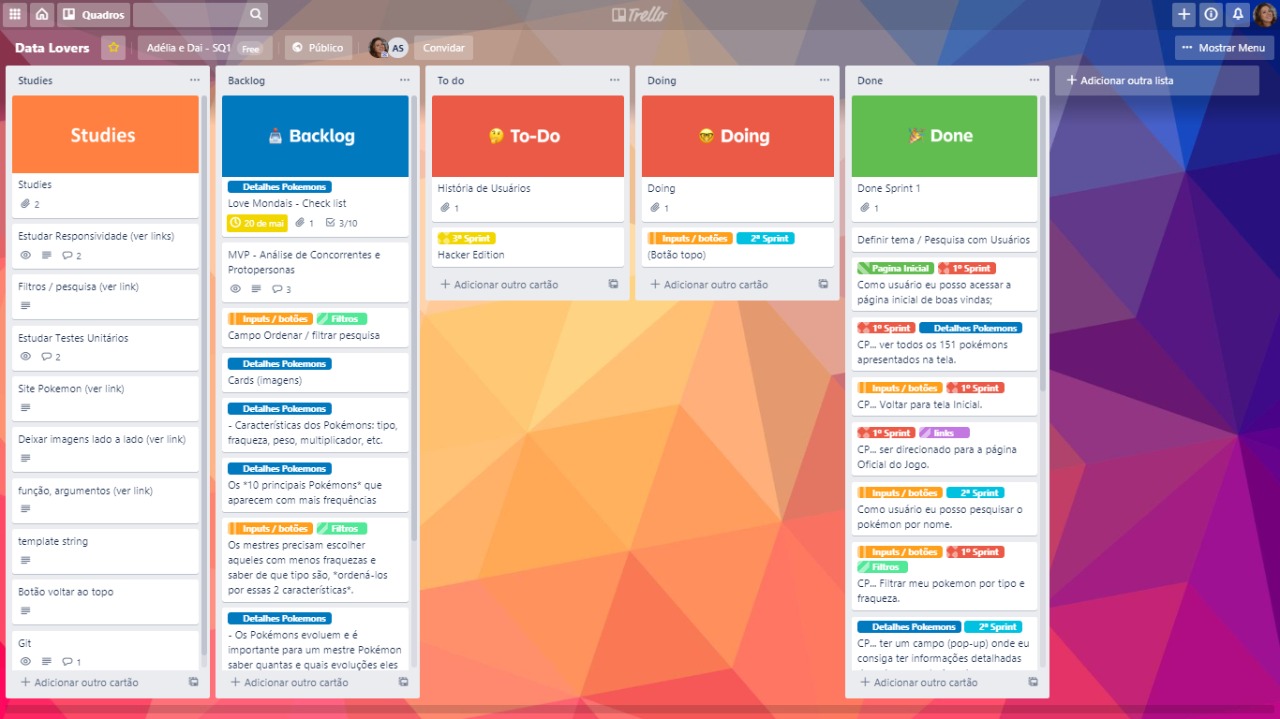 Quadros
Trello
Data Lovers
Adélia e Dai - SQ1 Free
Público
AS
Convidar
Mostrar Menu
Studies
Studies
Studies
2
Estudar Responsividade (ver links)
2
Filtros / pesquisa (ver link)
Estudar Testes Unitários
2
Site Pokemon (ver link)
Deixar imagens lado a lado (ver link)
função, argumentos (ver link)
template string
Botão voltar ao topo
Git
1
+ Adicionar outro cartão
Backlog
Backlog
Detalhes Pokemons
Love Mondais - Check list
20 de mai 1 3/10
MVP - Análise de Concorrentes e
Protopersonas
3
Inputs / botões Filtros
Campo Ordenar / filtrar pesquisa
Detalhes Pokemons
Cards (imagens)
Detalhes Pokemons
- Características dos Pokémons: tipo,
fraqueza, peso, multiplicador, etc.
Detalhes Pokemons
Os *10 principais Pokémons* que
aparecem com mais frequências
Inputs / botões Filtros
Os mestres precisam escolher
aqueles com menos fraquezas e
saber de que tipo são, *ordená-los
por essas 2 características*.
Detalhes Pokemons
- Os Pokémons evoluem e é
importante para um mestre Pokémon
saber quantas e quais evoluções eles
+ Adicionar outro cartão
To do
🤔 To-Do
História de Usuários
1
3º Sprint
Hacker Edition
+ Adicionar outro cartão
Doing
🤓 Doing
Doing
1
Inputs / botões 2º Sprint
(Botão topo)
+ Adicionar outro cartão
Done
🎉 Done
Done Sprint 1
1
Definir tema / Pesquisa com Usuários
Pagina Inicial 1º Sprint
Como usuário eu posso acessar a
página inicial de boas vindas;
1º Sprint Detalhes Pokemons
CP... ver todos os 151 pokémons
apresentados na tela.
Inputs / botões 1º Sprint
CP... Voltar para tela Inicial.
1º Sprint links
CP... ser direcionado para a página
Oficial do Jogo.
Inputs / botões 2º Sprint
Como usuário eu posso pesquisar o
pokémon por nome.
Inputs / botões 1º Sprint
Filtros
CP... Filtrar meu pokemon por tipo e
fraqueza.
Detalhes Pokemons 2º Sprint
CP... ter um campo (pop-up) onde eu
consiga ter informações detalhadas
+ Adicionar outro cartão
+ Adicionar outra lista